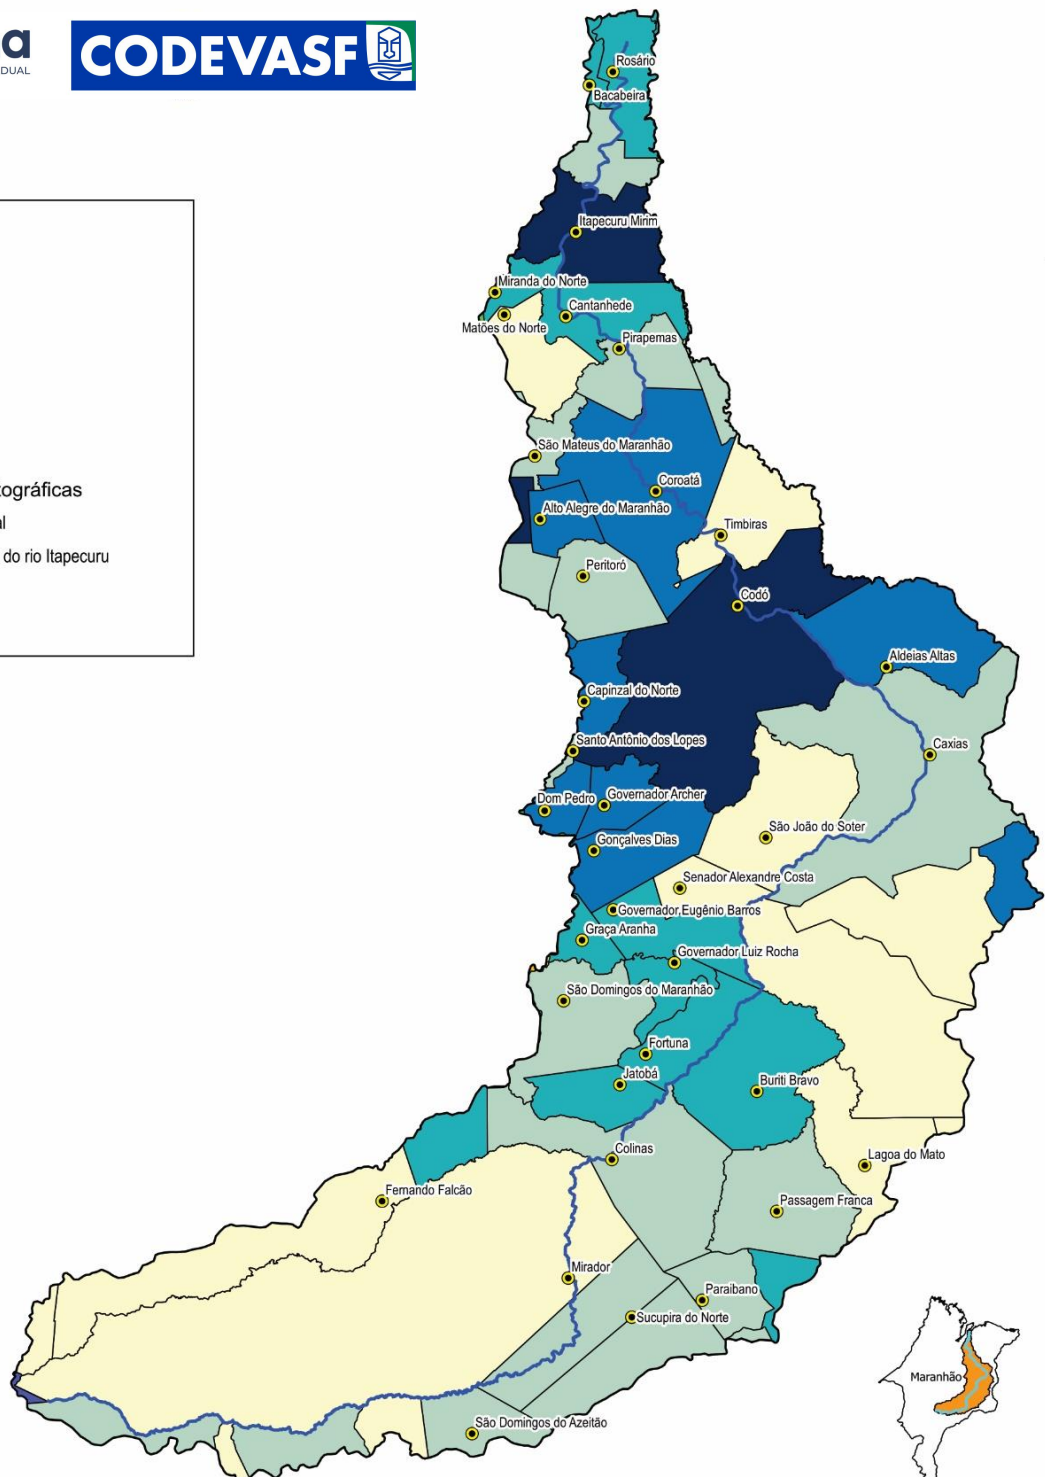 a
DUAL
CODEVASF
Rosário
Bacabeira
Itapecuru Mirim
Miranda do Norte
Cantanhede
Matões do Norte
Pirapemas
São Mateus do Maranhão
Coroatá
tográficas
Alto Alegre do Maranhão
al
Timbiras
do rio Itapecuru
Peritoró
Codó
Aldeias Altas
Capinzal do Norte
Santo Antônio dos Lopes
Caxias
Dom Pedro
Governador Archer
São João do Soter
Gonçalves Dias
Senador Alexandre Costa
Governador Eugênio Barros
Graça Aranha
Governador Luiz Rocha
São Domingos do Maranhão
Fortuna
Jatobá
Buriti Bravo
Colinas
Lagoa do Mato
Fernando Falcão
Passagem Franca
Mirador
Paraibano
Sucupira do Norte
Maranhão
São Domingos do Azeitão